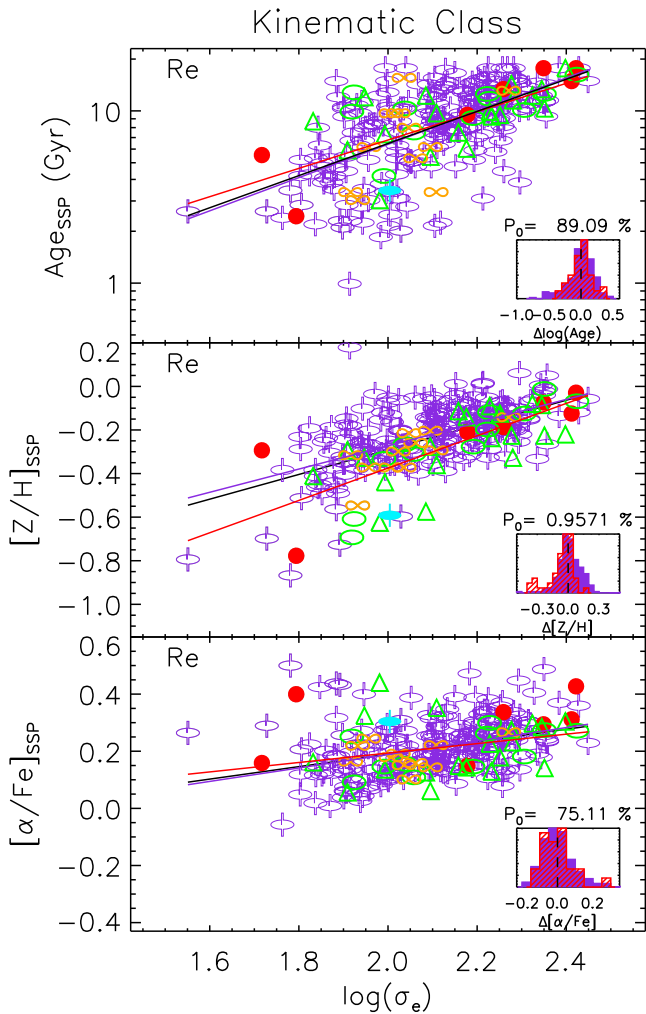 Kinematic Class
Re
10
1
Age_SSP (Gyr)
P_0= 89.09 %
−1.0−0.50.0 0.5
Δlog(Age)
Re
0.2
0.0
−0.2
−0.4
−0.6
−0.8
−1.0
[Z/H]_SSP
P_0= 0.9571 %
−0.30.0 0.3
Δ[Z/H]
Re
0.6
0.4
0.2
0.0
−0.2
−0.4
[α/Fe]_SSP
P_0= 75.11 %
−0.2 0.0 0.2
Δ[α/Fe]
1.6 1.8 2.0 2.2 2.4
log(σ_e)